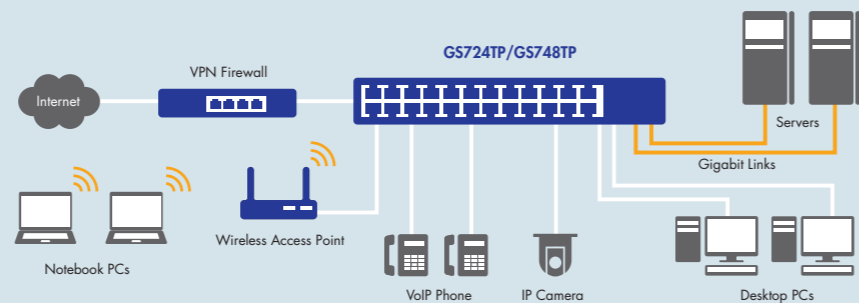 GS724TP/GS748TP
VPN Firewall
Internet
Servers
Gigabit Links
Wireless Access Point
Notebook PCs
VoIP Phone
IP Camera
Desktop PCs